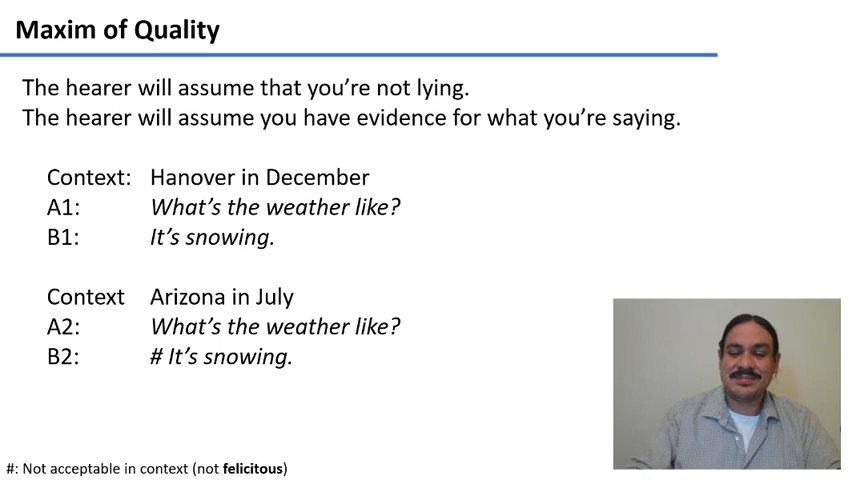 Maxim of Quality
The hearer will assume that you're not lying.
The hearer will assume you have evidence for what you're saying.
Context: Hanover in December
A1: What's the weather like?
B1: It's snowing.
Context Arizona in July
A2: What's the weather like?
B2: # It's snowing.
#: Not acceptable in context (not felicitous)